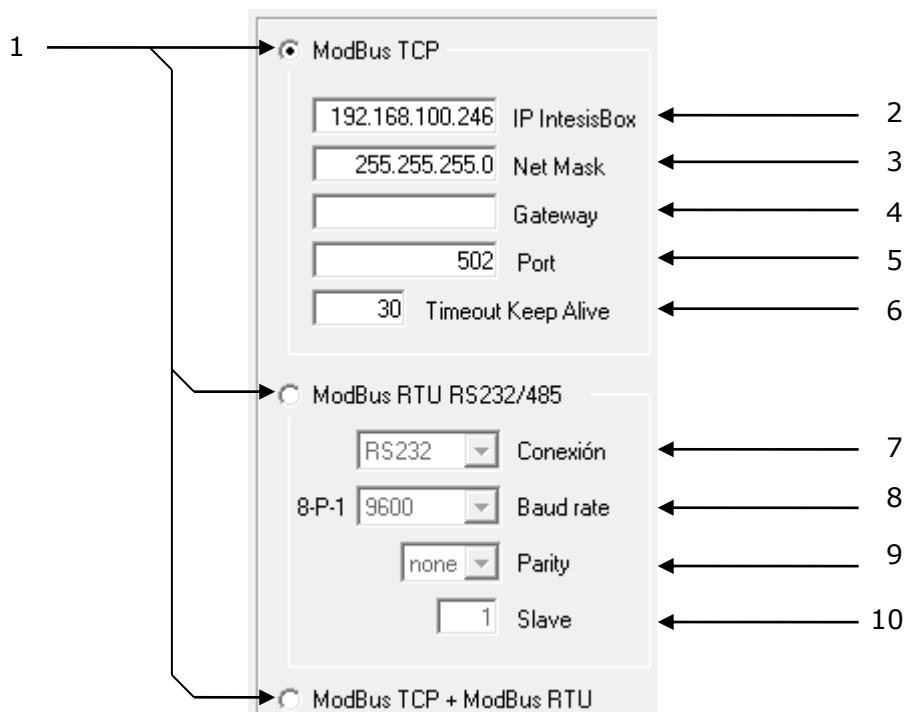 1
ModBus TCP
192.168.100.246 IP IntesisBox 2
255.255.255.0 Net Mask 3
Gateway 4
502 Port 5
30 Timeout Keep Alive 6
ModBus RTU RS232/485
RS232 Conexión 7
8-P-1 9600 Baud rate 8
none Parity 9
1 Slave 10
ModBus TCP + ModBus RTU